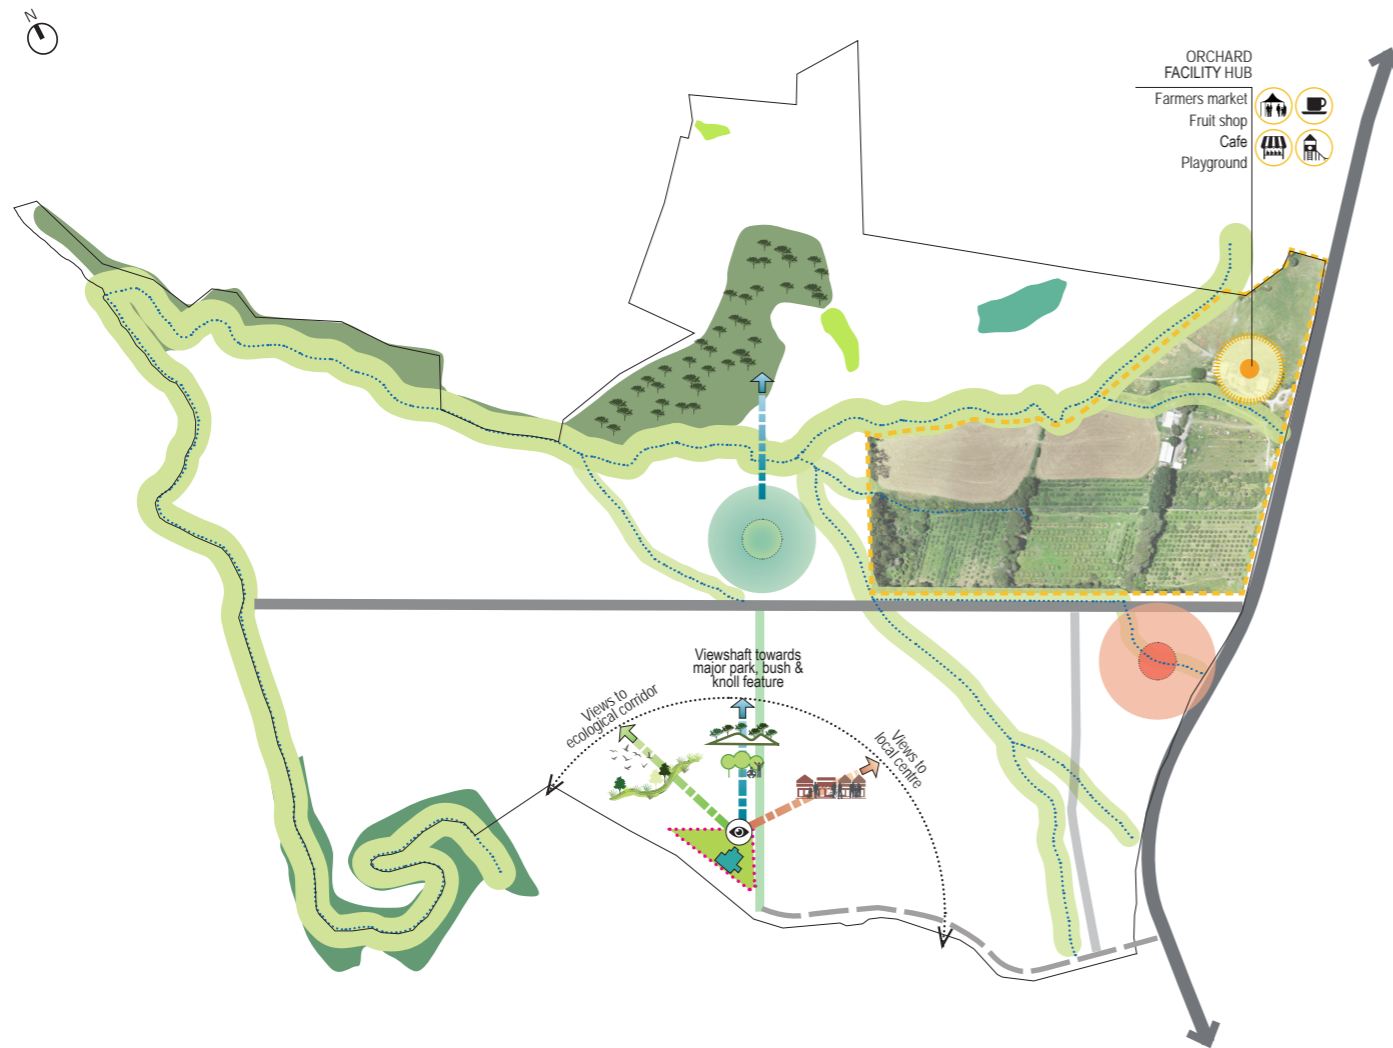 N
ORCHARD
FACILITY HUB
Farmers market
Fruit shop
Cafe
Playground
Viewshaft towards
major park, bush &
knoll feature
Views to
ecological corridor
Views to
local centre